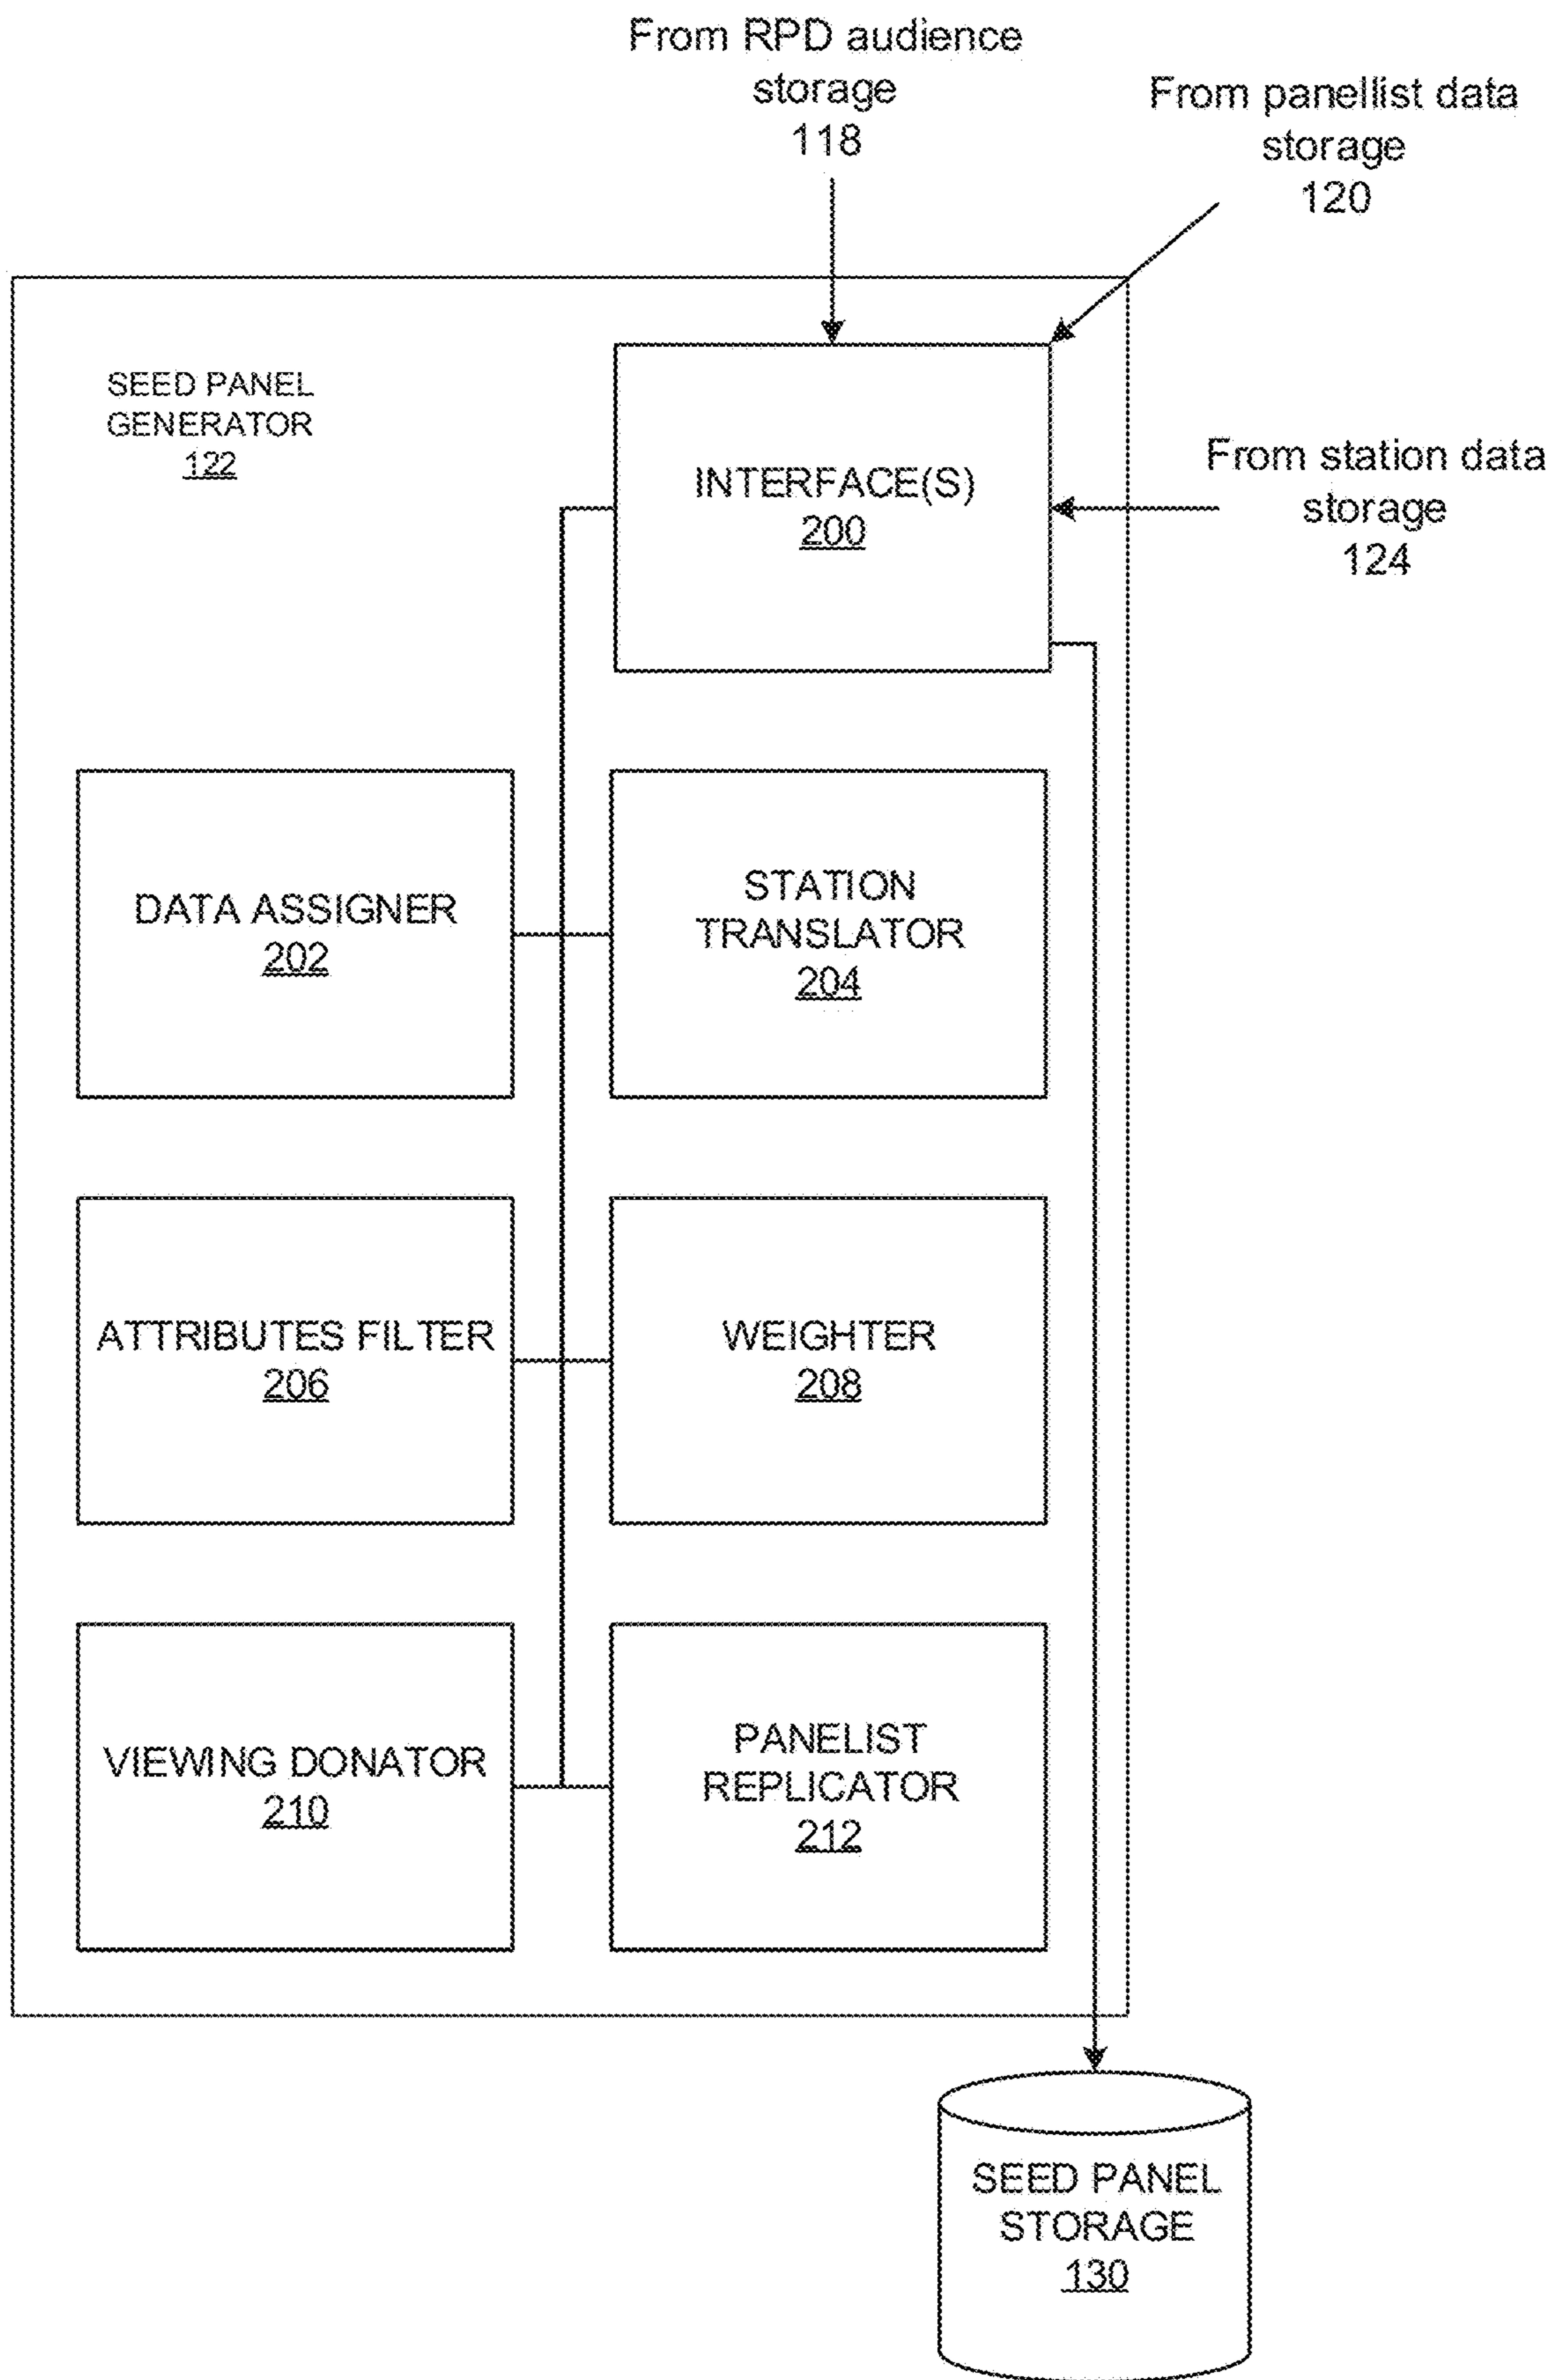 From RPD audience
storage
118
From panellist data
storage
120
SEED PANEL
GENERATOR
122
INTERFACE(S)
200
From station data
storage
124
DATA ASSIGNER
202
STATION
TRANSLATOR
204
ATTRIBUTES FILTER
206
WEIGHTER
208
VIEWING DONATOR
210
PANELIST
REPLICATOR
212
SEED PANEL
STORAGE
130